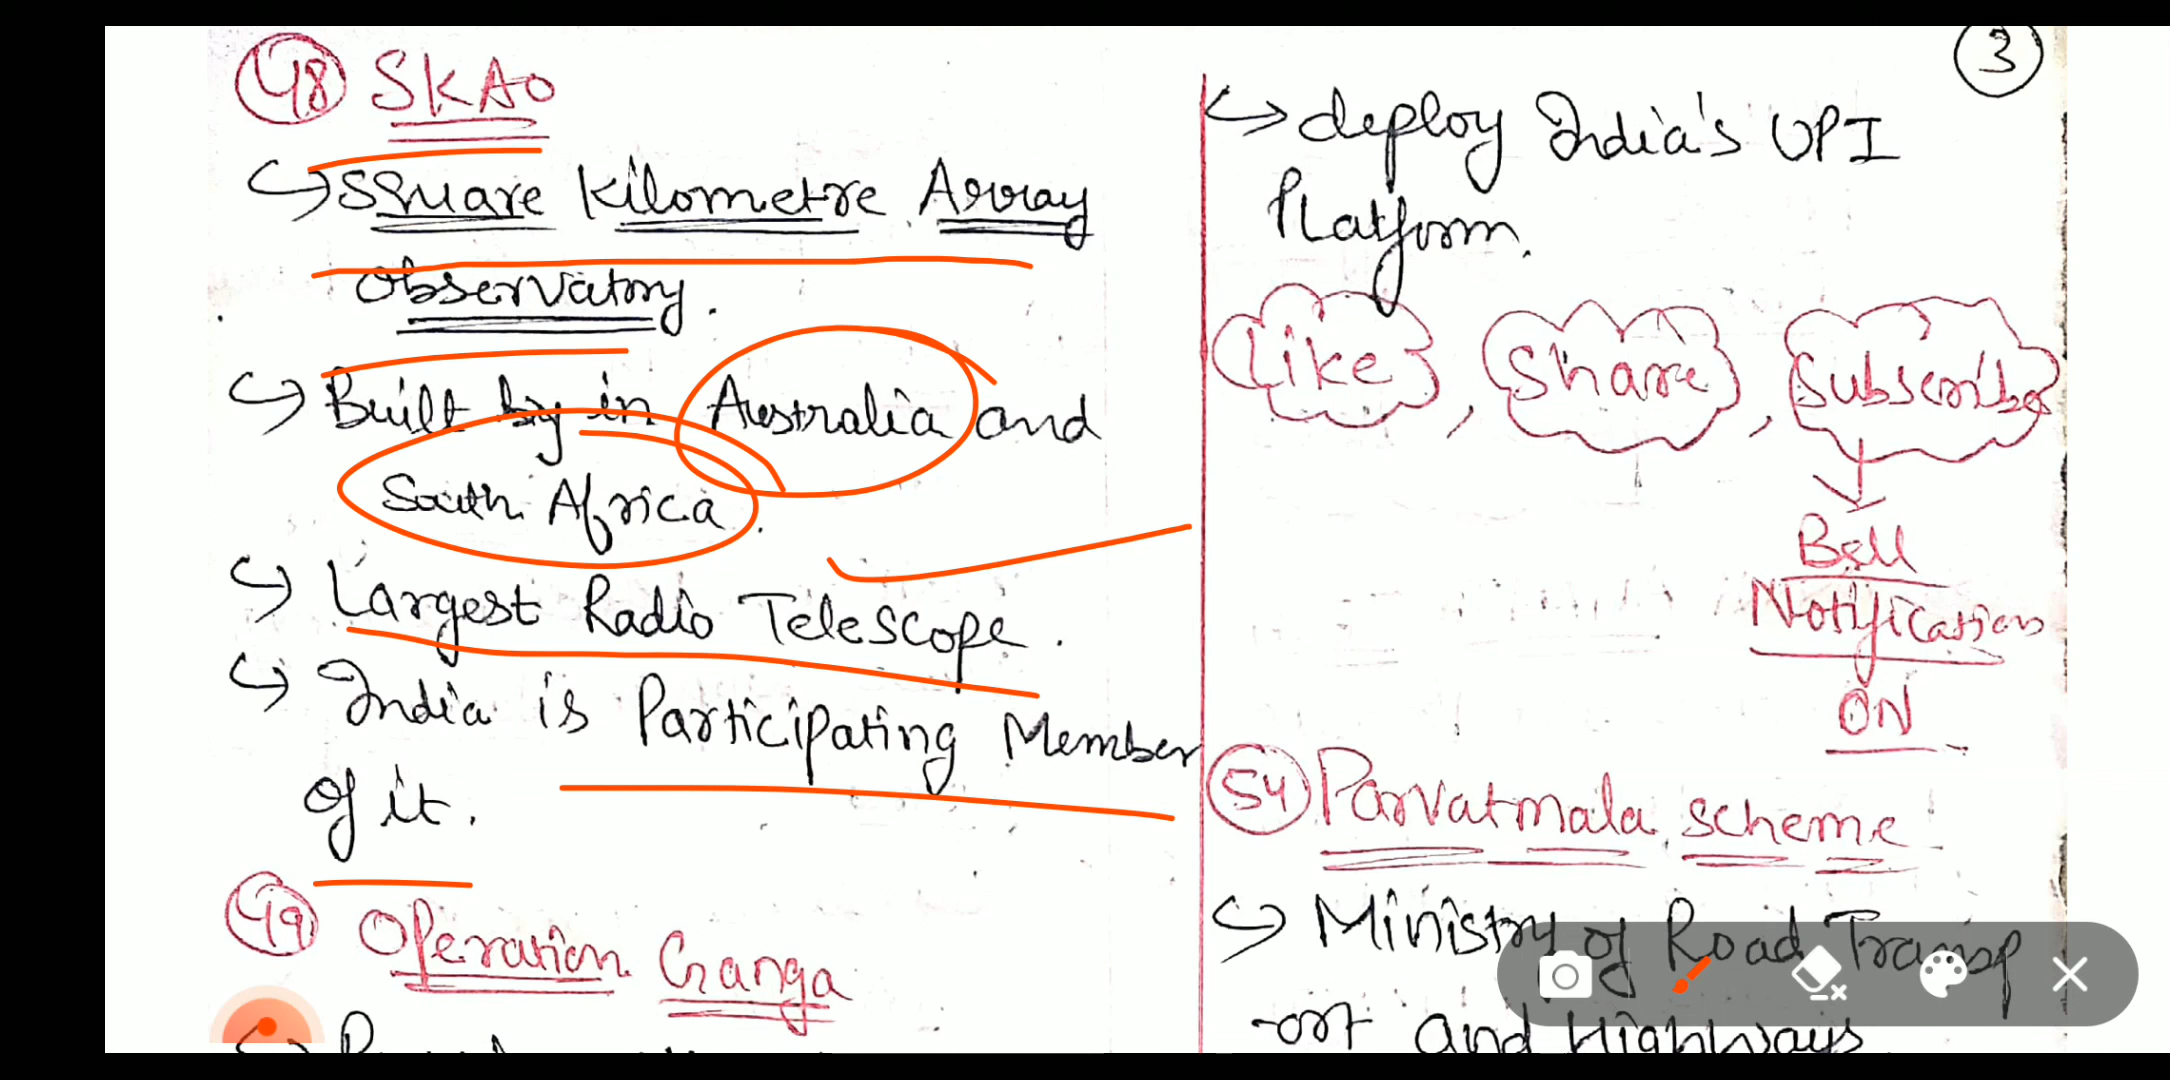 48 SKAO
↪ Square Kilometre Array
Observatory.
↪ Built by in Australia and
South Africa.
↪ Largest Radio Telescope.
↪ India is Participating Member
of it.
49 Operation Ganga
3
↪ deploy India's UPI
Platform.
Like, Share, Subscribe
Bell
Notification
ON
54 Parvatmala scheme
↪ Ministry of Road Transp
-ort and Highways